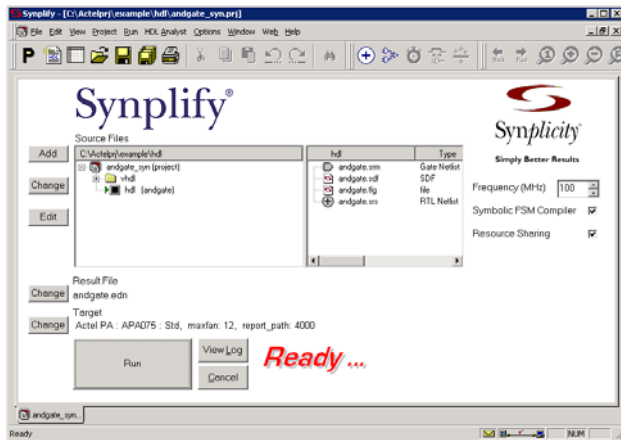 Synplify - [C:\Actelprj\example\hdl\andgate_syn.prj]
File Edit View Project Run HDL Analyst Options Window Web Help
P
Synplify®
Synplicity®
Simply Better Results
Source Files
Add
C:\Actelprj\example\hdl
andgate_syn (project)
vhdl
hdl (andgate)
hdl Type
andgate.srm Gate Netlist
andgate.sdf SDF
andgate.tlg file
andgate.srs RTL Netlist
Change
Edit
Frequency (MHz) 100
Symbolic FSM Compiler
Resource Sharing
Result File
Change
andgate.edn
Target
Change
Actel PA : APA075 : Std, maxfan: 12, report_path: 4000
Run
View Log
Cancel
Ready ...
andgate_syn...
Ready
NUM